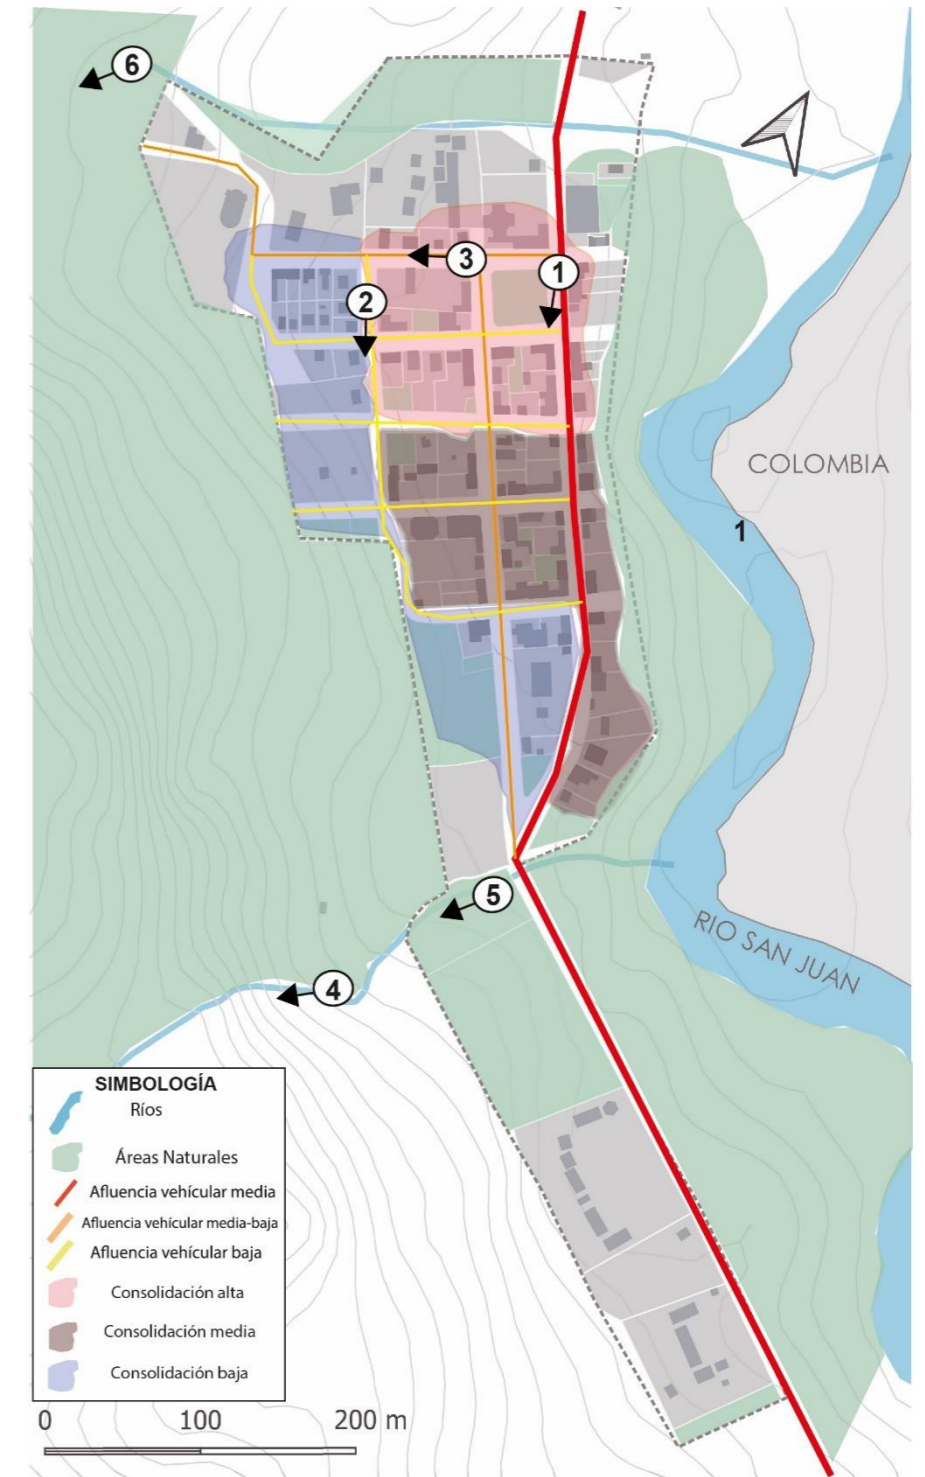 6
3
1
2
COLOMBIA
1
5
RIO SAN JUAN
4
SIMBOLOGÍA
Ríos
Áreas Naturales
Afluencia vehícular media
Afluencia vehícular media-baja
Afluencia vehícular baja
Consolidación alta
Consolidación media
Consolidación baja
0 100 200 m